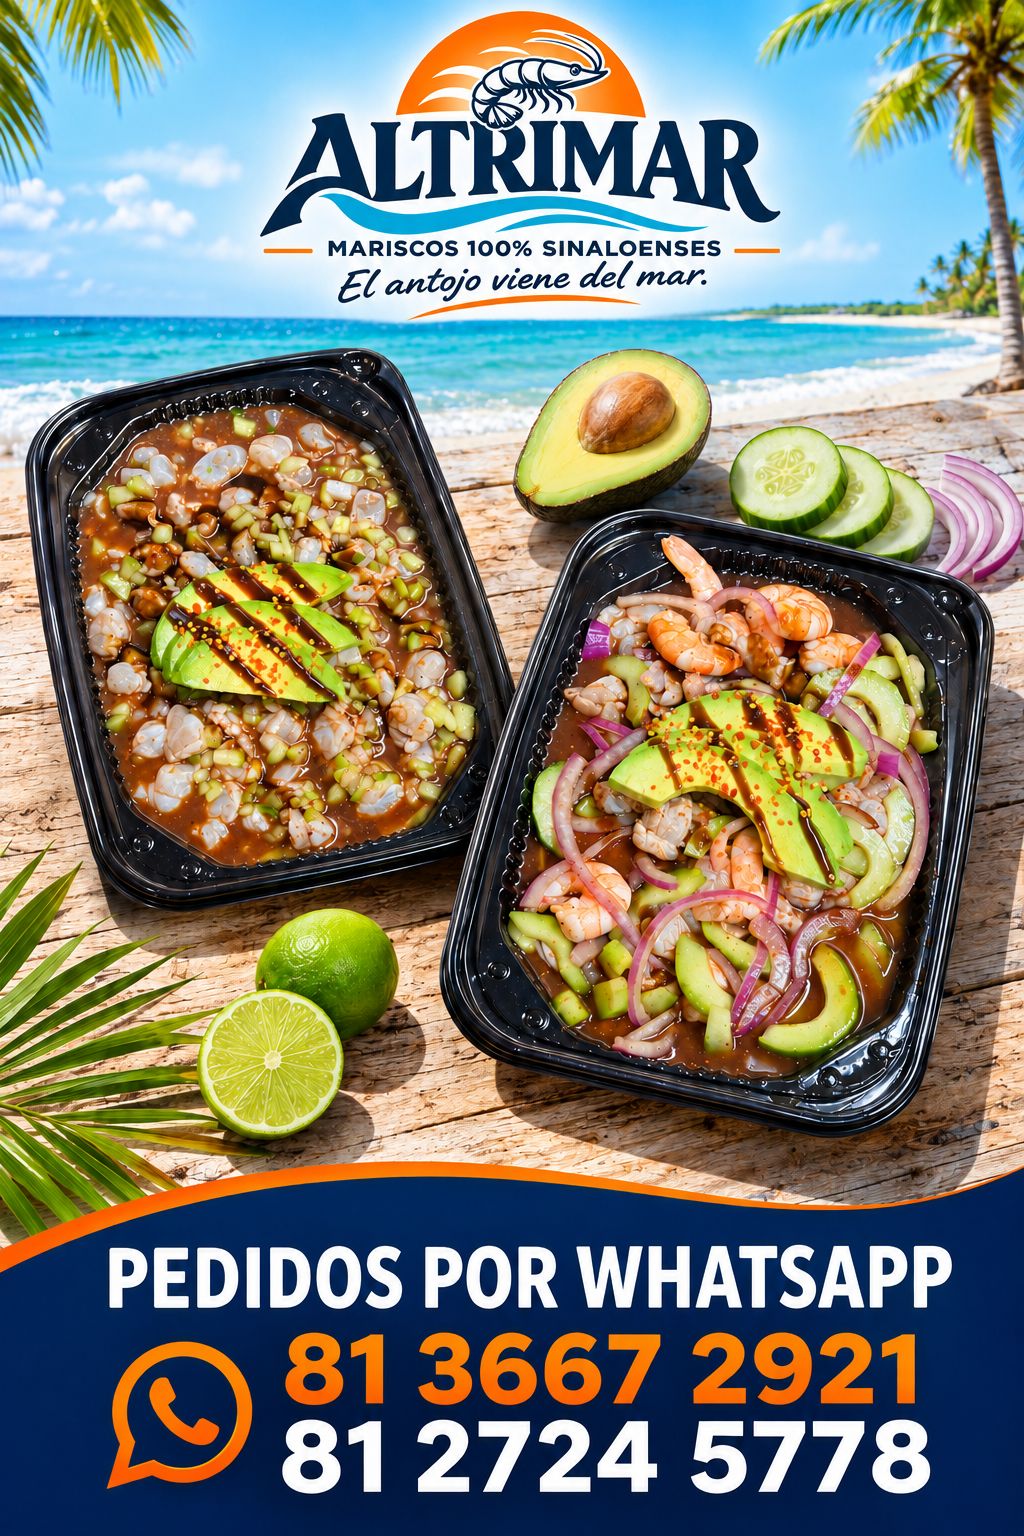 ALTRIMAR
MARISCOS 100% SINALOENSES
El antojo viene del mar.
PEDIDOS POR WHATSAPP
81 3667 2921
81 2724 5778